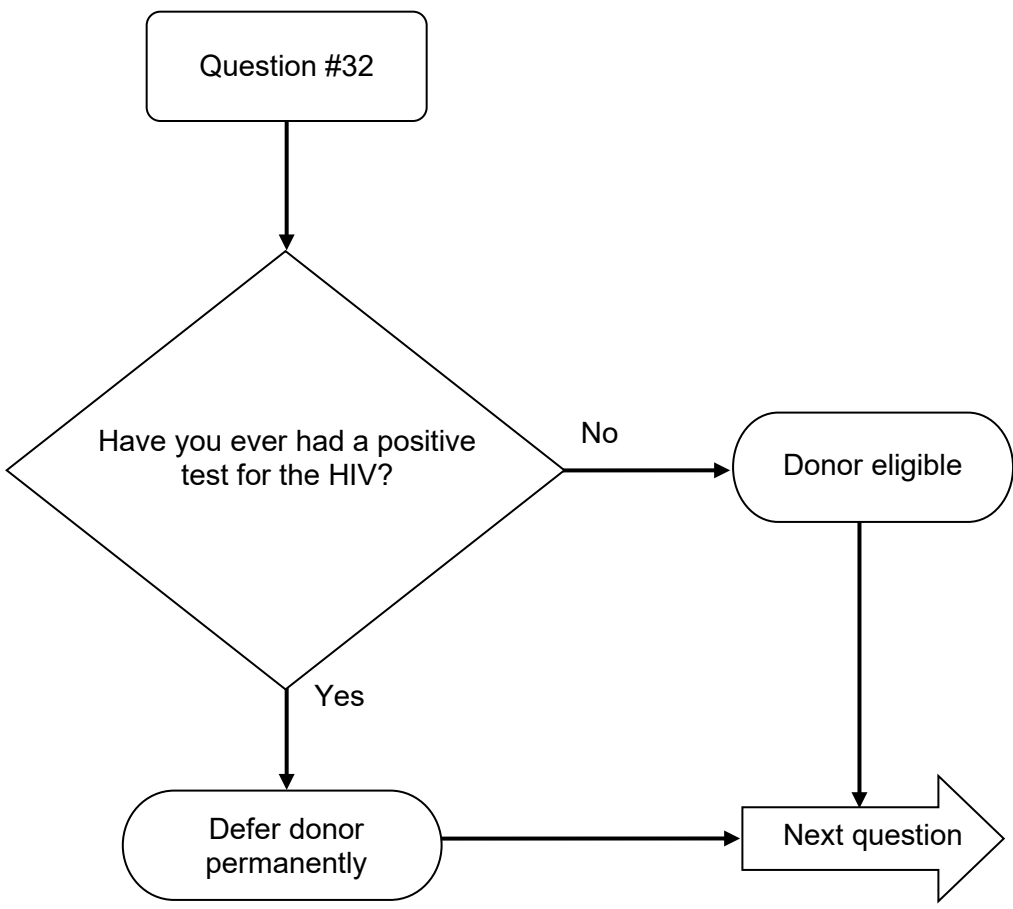 Question #32
Have you ever had a positive
test for the HIV?
No
Donor eligible
Yes
Defer donor
permanently
Next question